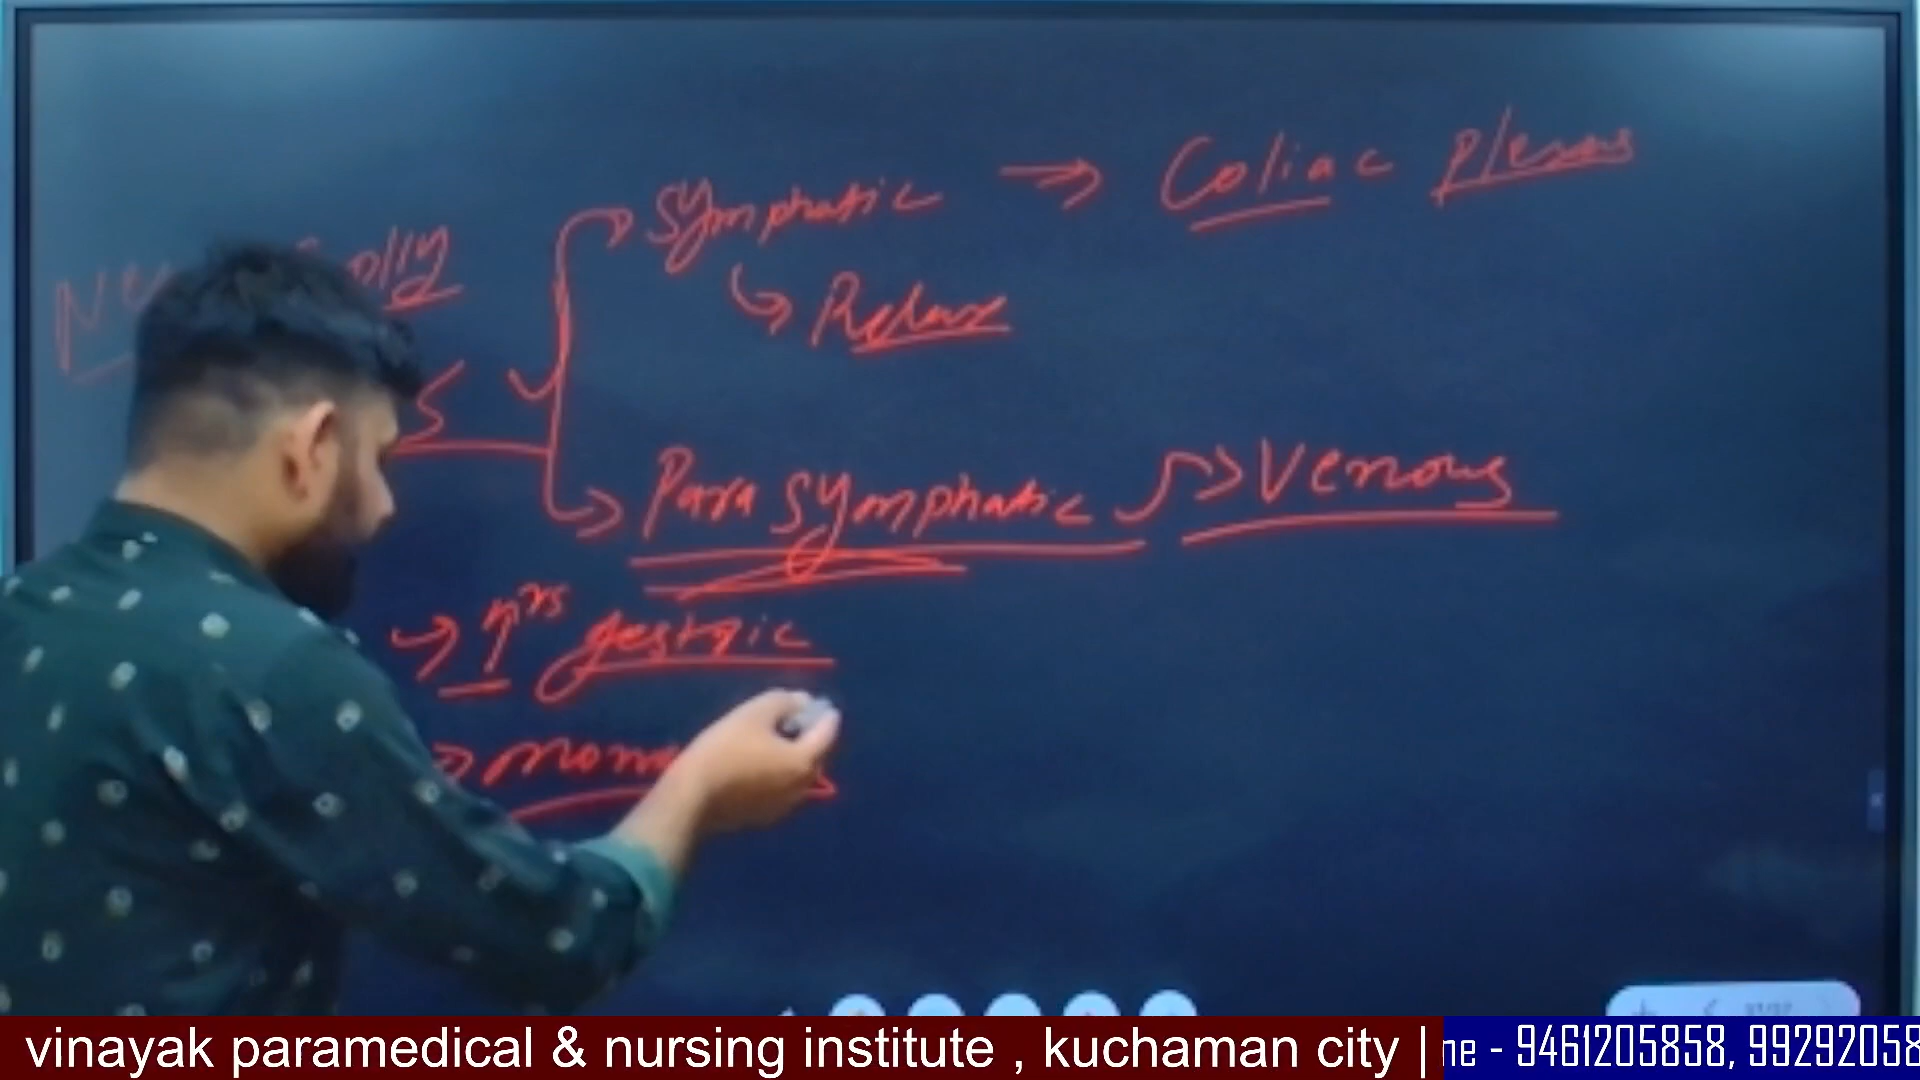 Symphatic → Coliac Plexus
Relax
Para Symphatic → Venous
gestric
vinayak paramedical & nursing institute , kuchaman city |
ne - 9461205858, 99292058